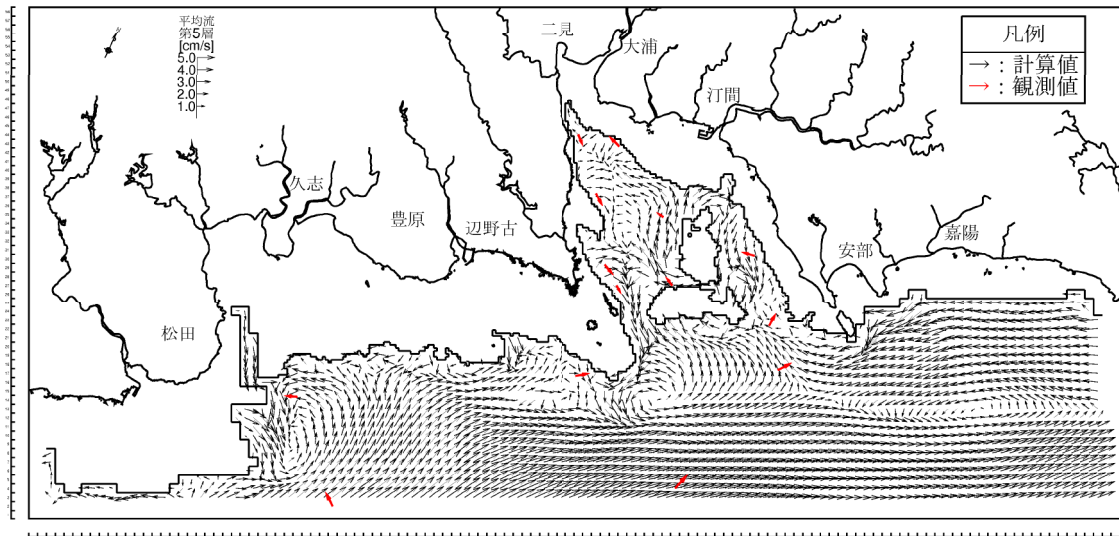 平均流
第5層
[cm/s]
5.0
4.0
3.0
2.0
1.0
N
凡例
→ : 計算値
→ : 観測値
二見
大浦
汀間
久志
豊原
辺野古
安部
嘉陽
松田